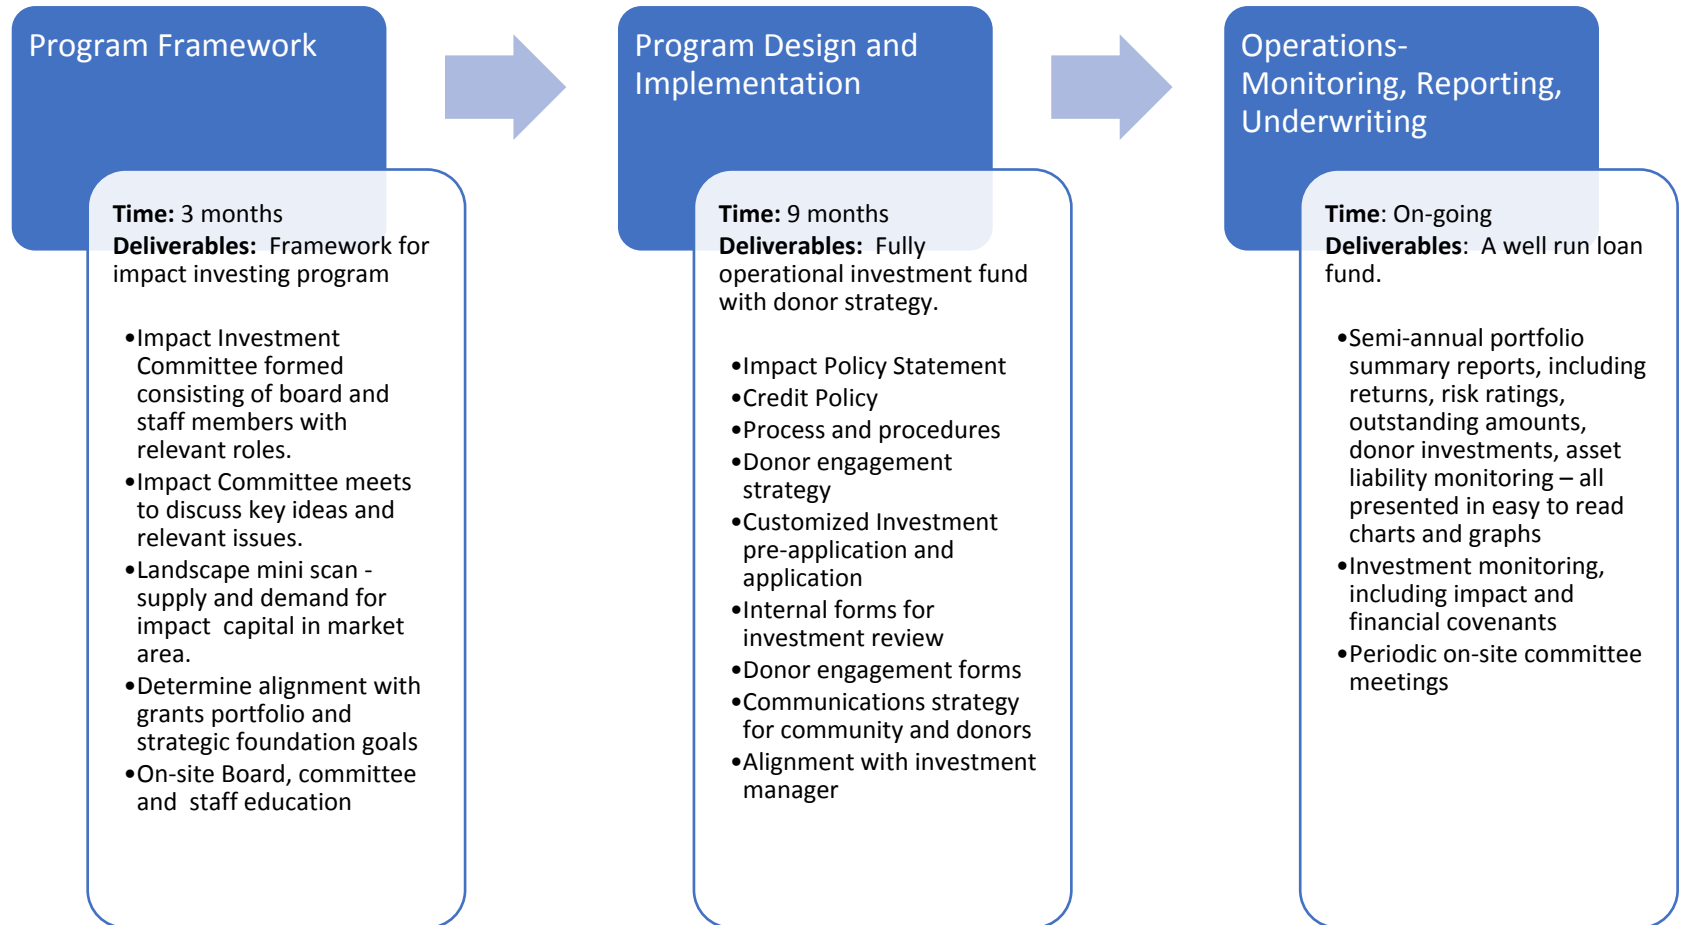 Program Framework
Time: 3 months
Deliverables:  Framework for
impact investing program
•Impact Investment
Committee formed
consisting of board and
staff members with
relevant roles.
•Impact Committee meets
to discuss key ideas and
relevant issues.
•Landscape mini scan -
supply and demand for
impact  capital in market
area.
•Determine alignment with
grants portfolio and
strategic foundation goals
•On-site Board, committee
and  staff education
Program Design and
Implementation
Time: 9 months
Deliverables:  Fully
operational investment fund
with donor strategy.
•Impact Policy Statement
•Credit Policy
•Process and procedures
•Donor engagement
strategy
•Customized Investment
pre-application and
application
•Internal forms for
investment review
•Donor engagement forms
•Communications strategy
for community and donors
•Alignment with investment
manager
Operations-
Monitoring, Reporting,
Underwriting
Time: On-going
Deliverables:  A well run loan
fund.
•Semi-annual portfolio
summary reports, including
returns, risk ratings,
outstanding amounts,
donor investments, asset
liability monitoring – all
presented in easy to read
charts and graphs
•Investment monitoring,
including impact and
financial covenants
•Periodic on-site committee
meetings